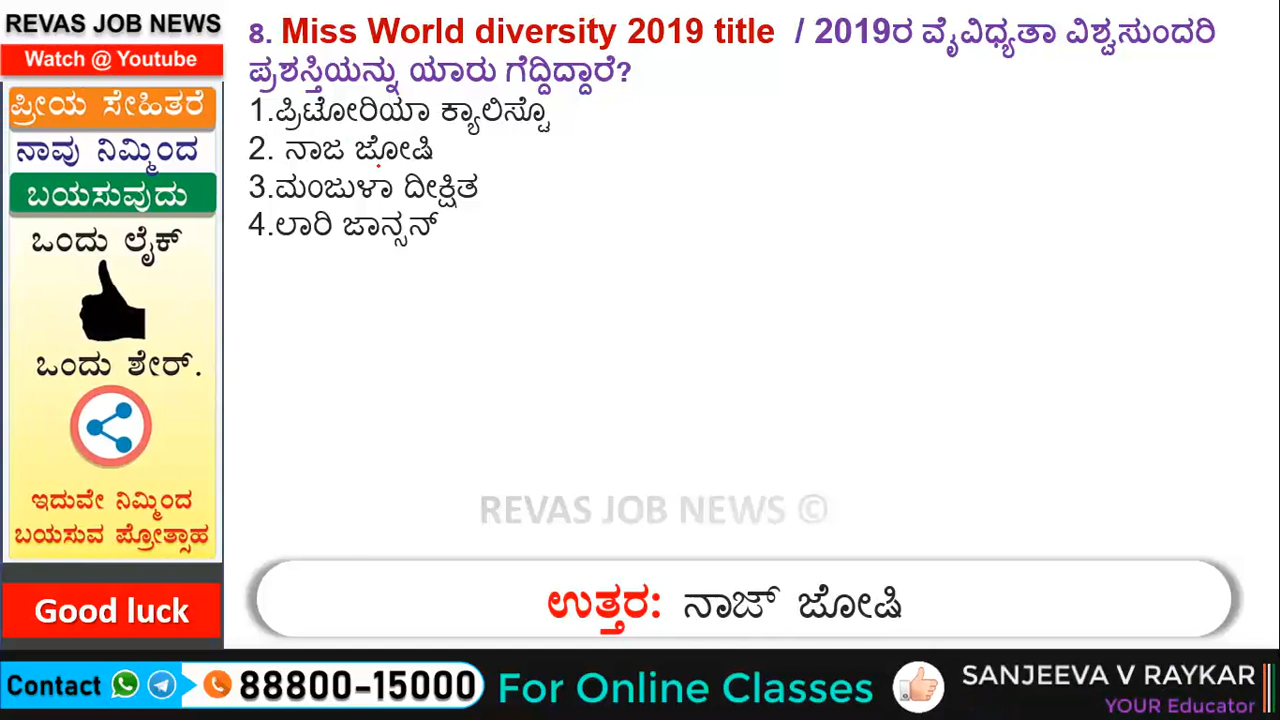 REVAS JOB NEWS
Watch @ Youtube
ಪ್ರೀಯ ಸೇಹಿತರೆ
ನಾವು ನಿಮ್ಮಿಂದ
ಬಯಸುವುದು
ಒಂದು ಲೈಕ್
ಒಂದು ಶೇರ್.
ಇದುವೇ ನಿಮ್ಮಿಂದ
ಬಯಸುವ ಪ್ರೋತ್ಸಾಹ
Good luck
8. Miss World diversity 2019 title / 2019ರ ವೈವಿಧ್ಯತಾ ವಿಶ್ವಸುಂದರಿ
ಪ್ರಶಸ್ತಿಯನ್ನು ಯಾರು ಗೆದ್ದಿದ್ದಾರೆ?
1.ಪ್ರಿಟೋರಿಯಾ ಕ್ಯಾಲಿಸ್ಟೊ
2. ನಾಜ ಜೋಷಿ
3.ಮಂಜುಳಾ ದೀಕ್ಷಿತ
4.ಲಾರಿ ಜಾನ್ಸನ್
REVAS JOB NEWS ©
ಉತ್ತರ: ನಾಜ್ ಜೋಷಿ
Contact 88800-15000 For Online Classes
SANJEEVA V RAYKAR
YOUR Educator